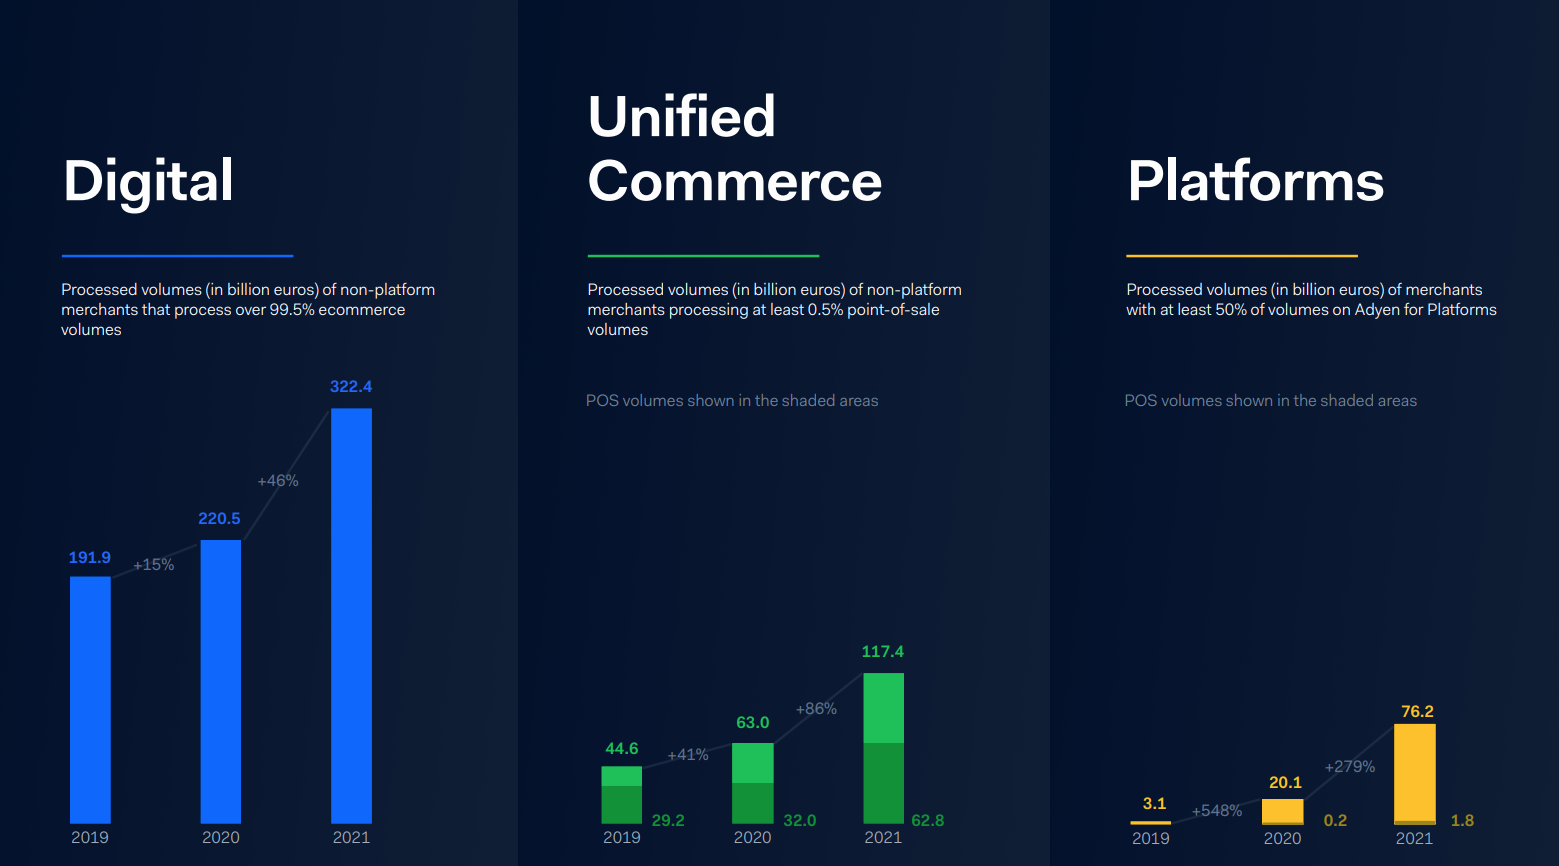 Digital
Processed volumes (in billion euros) of non-platform
merchants that process over 99.5% ecommerce
volumes
322.4
+46%
220.5
191.9
+15%
2019
2020
2021
Unified
Commerce
Processed volumes (in billion euros) of non-platform
merchants processing at least 0.5% point-of-sale
volumes
POS volumes shown in the shaded areas
117.4
+86%
63.0
44.6
+41%
29.2
32.0
62.8
2019
2020
2021
Platforms
Processed volumes (in billion euros) of merchants
with at least 50% of volumes on Adyen for Platforms
POS volumes shown in the shaded areas
76.2
+279%
20.1
3.1
+548%
0.2
1.8
2019
2020
2021